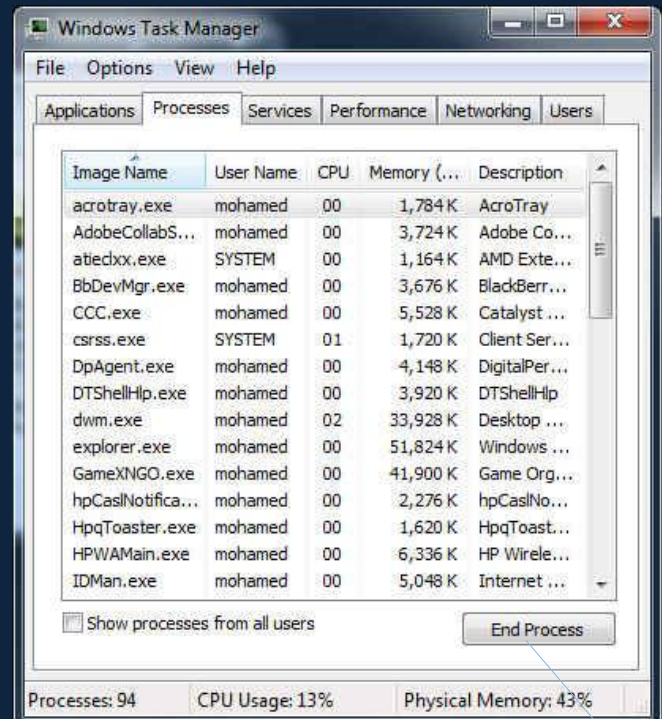 Windows Task Manager
File Options View Help
Applications Processes Services Performance Networking Users
Image Name User Name CPU Memory (... Description
acrotray.exe mohamed 00 1,784 K AcroTray
AdobeCollabS... mohamed 00 3,724 K Adobe Co...
atiedxx.exe SYSTEM 00 1,164 K AMD Exte...
BbDevMgr.exe mohamed 00 3,676 K BlackBerr...
CCC.exe mohamed 00 5,528 K Catalyst ...
csrss.exe SYSTEM 01 1,720 K Client Ser...
DpAgent.exe mohamed 00 4,148 K DigitalPer...
DTShellHlp.exe mohamed 00 3,920 K DTShellHlp
dwm.exe mohamed 02 33,928 K Desktop ...
explorer.exe mohamed 00 51,824 K Windows ...
GameXNGO.exe mohamed 00 41,900 K Game Org...
hpCaslNotifica... mohamed 00 2,276 K hpCaslNo...
HpqToaster.exe mohamed 00 1,620 K HpqToast...
HPWAMain.exe mohamed 00 6,336 K HP Wirele...
IDMan.exe mohamed 00 5,048 K Internet ...
Show processes from all users
End Process
Processes: 94 CPU Usage: 13% Physical Memory: 43%